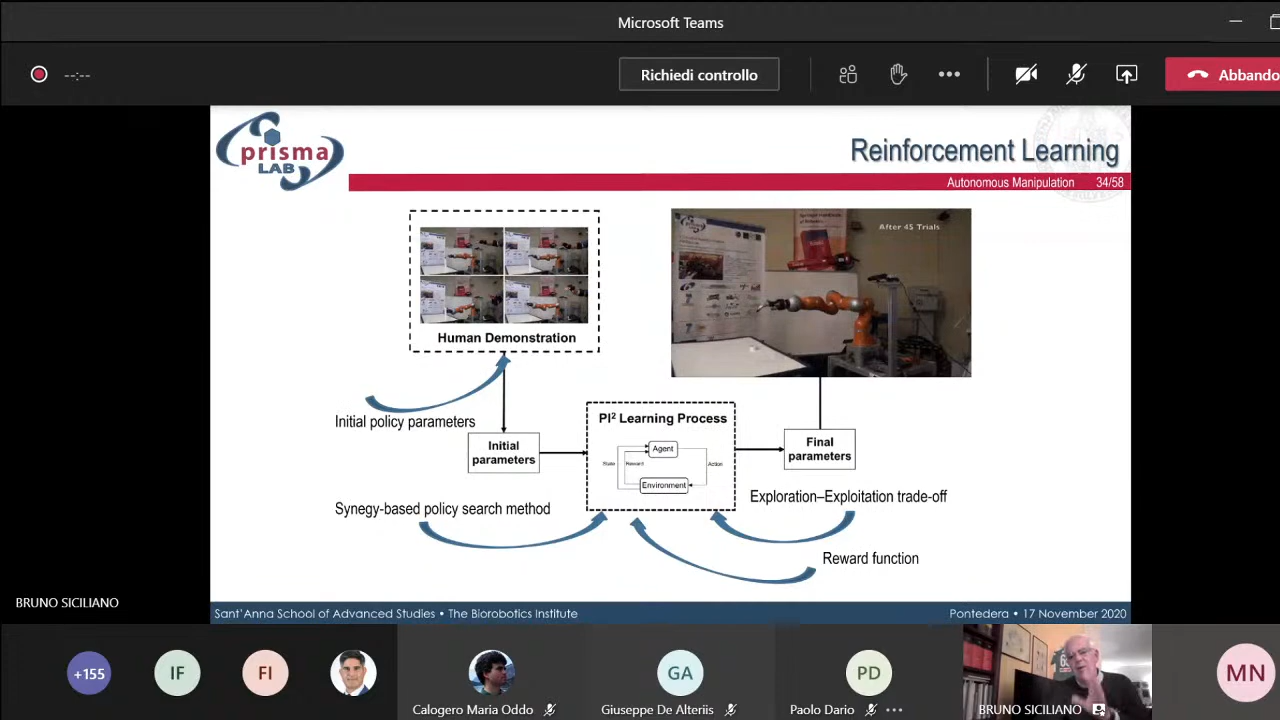 Microsoft Teams
--:--
Richiedi controllo
Abbando
prisma
LAB
Reinforcement Learning
Autonomous Manipulation 34/58
After 45 Trials
Human Demonstration
Initial policy parameters
PI² Learning Process
Agent
State
Reward
Action
Environment
Initial
parameters
Final
parameters
Synegy-based policy search method
Exploration–Exploitation trade-off
Reward function
BRUNO SICILIANO
Sant'Anna School of Advanced Studies • The Biorobotics Institute
Pontedera • 17 November 2020
+155
IF
FI
Calogero Maria Oddo
GA
Giuseppe De Alteriis
PD
Paolo Dario
BRUNO SICILIANO
MN